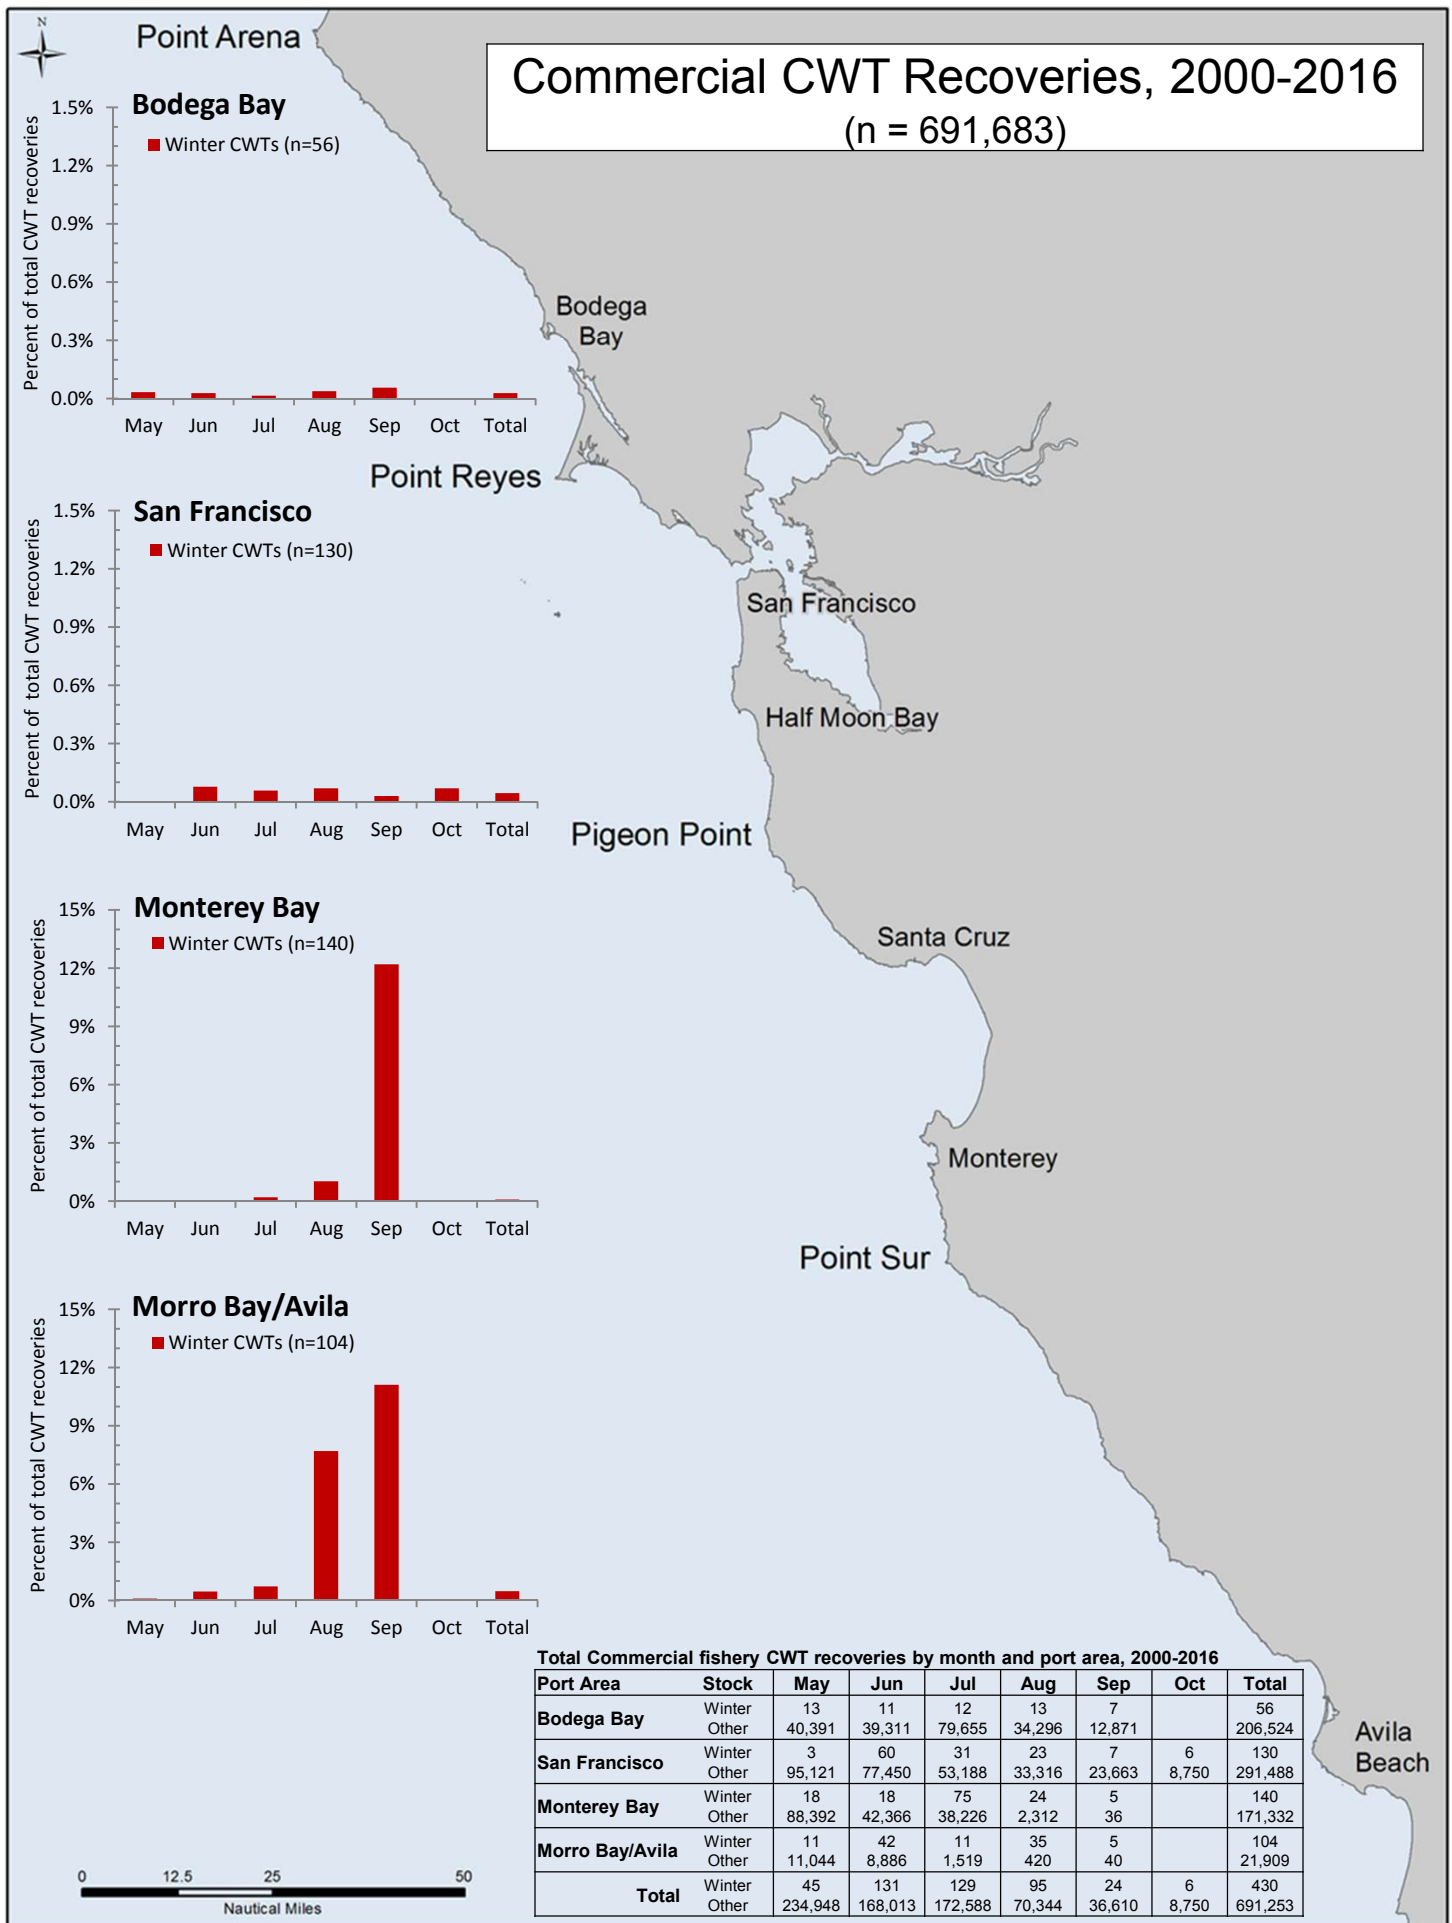 N
Point Arena
Commercial CWT Recoveries, 2000-2016
(n = 691,683)
Bodega Bay
Winter CWTs (n=56)
Percent of total CWT recoveries
1.5%
1.2%
0.9%
0.6%
0.3%
0.0%
May Jun Jul Aug Sep Oct Total
Bodega
Bay
Point Reyes
San Francisco
Winter CWTs (n=130)
Percent of total CWT recoveries
1.5%
1.2%
0.9%
0.6%
0.3%
0.0%
May Jun Jul Aug Sep Oct Total
San Francisco
Half Moon Bay
Pigeon Point
Monterey Bay
Winter CWTs (n=140)
Percent of total CWT recoveries
15%
12%
9%
6%
3%
0%
May Jun Jul Aug Sep Oct Total
Santa Cruz
Monterey
Point Sur
Morro Bay/Avila
Winter CWTs (n=104)
Percent of total CWT recoveries
15%
12%
9%
6%
3%
0%
May Jun Jul Aug Sep Oct Total
Total Commercial fishery CWT recoveries by month and port area, 2000-2016
Port Area Stock May Jun Jul Aug Sep Oct Total
Bodega Bay Winter 13 11 12 13 7 56
Other 40,391 39,311 79,655 34,296 12,871 206,524
San Francisco Winter 3 60 31 23 7 6 130
Other 95,121 77,450 53,188 33,316 23,663 8,750 291,488
Monterey Bay Winter 18 18 75 24 5 140
Other 88,392 42,366 38,226 2,312 36 171,332
Morro Bay/Avila Winter 11 42 11 35 5 104
Other 11,044 8,886 1,519 420 40 21,909
Total Winter 45 131 129 95 24 6 430
Other 234,948 168,013 172,588 70,344 36,610 8,750 691,253
Avila
Beach
0 12.5 25 50
Nautical Miles